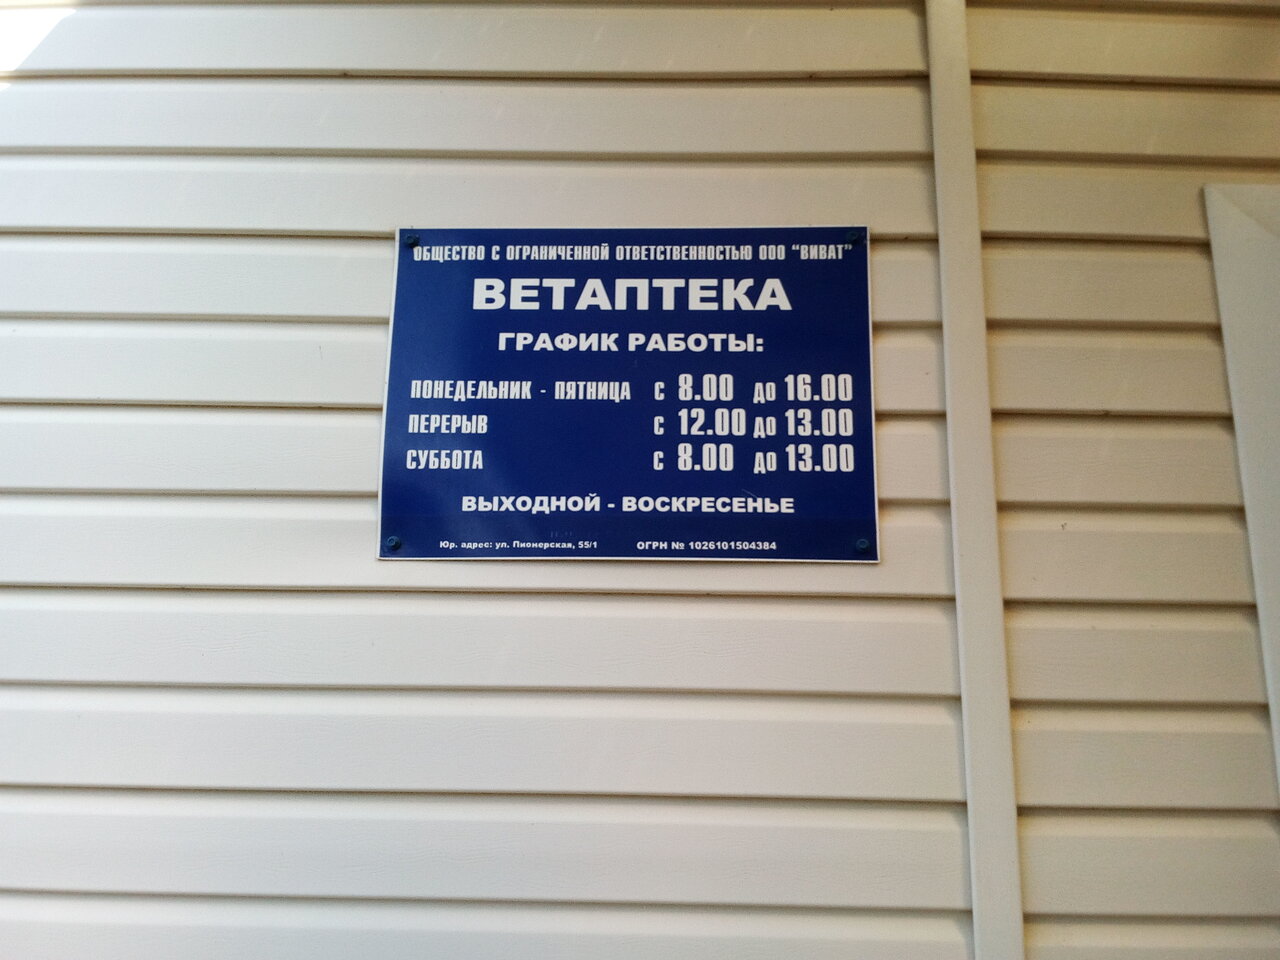 ОБЩЕСТВО С ОГРАНИЧЕННОЙ ОТВЕТСТВЕННОСТЬЮ ООО "ВИВАТ"
ВЕТАПТЕКА
ГРАФИК РАБОТЫ:
ПОНЕДЕЛЬНИК - ПЯТНИЦА С 8.00 ДО 16.00
ПЕРЕРЫВ С 12.00 ДО 13.00
СУББОТА С 8.00 ДО 13.00
ВЫХОДНОЙ - ВОСКРЕСЕНЬЕ
Юр. адрес: ул. Пионерская, 55/1 ОГРН № 1026101504384